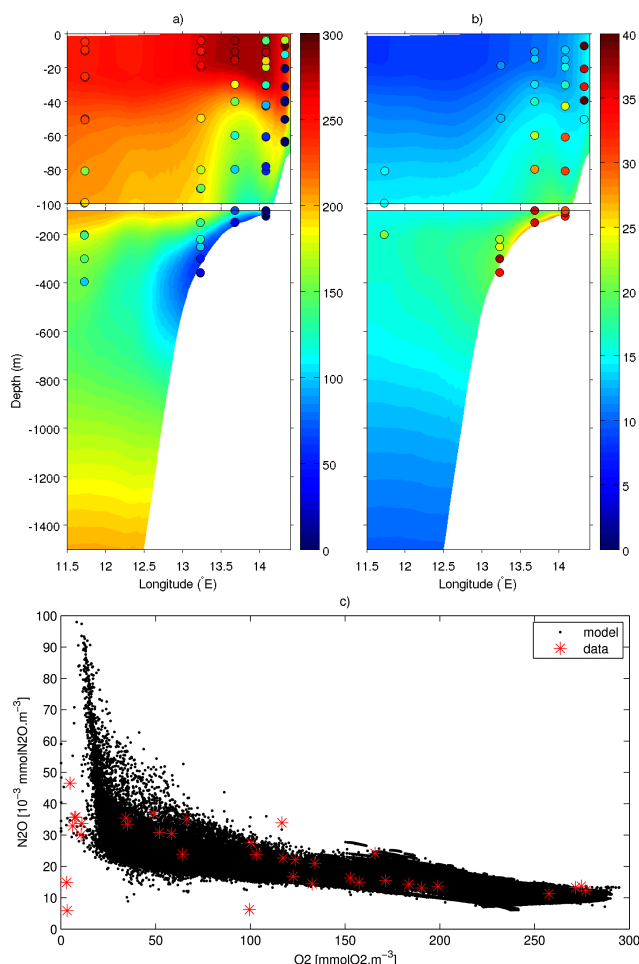 a) b)
0 300 40
-20
-40 250 35
-60
-80 30
-100 200
-200 25
-400
-600 150 20
-800 15
-1000 100
-1200 10
50
-1400 5
0 0
Depth (m)
11.5 12 12.5 13 13.5 14 11.5 12 12.5 13 13.5 14
Longitude (°E) Longitude (°E)
c)
100
90
80
70
60
50
40
30
20
10
0
N2O [10⁻³ mmolN2O.m⁻³]
model
data
0 50 100 150 200 250 300
O2 [mmolO2.m⁻³]